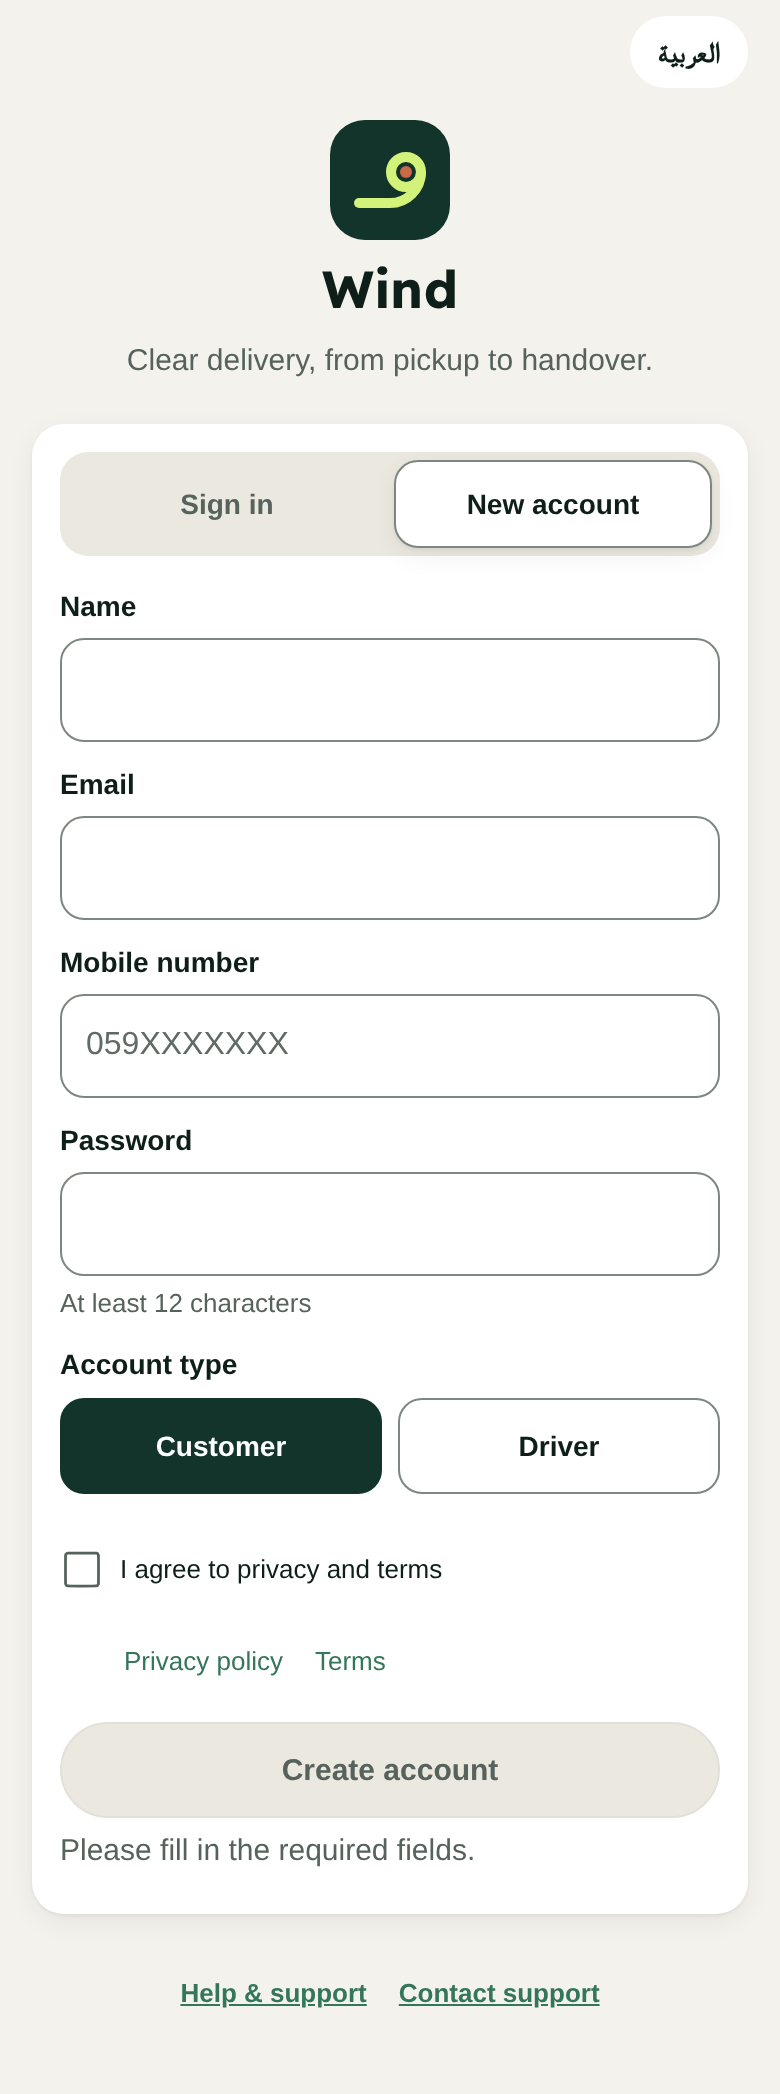 العربية
Wind
Clear delivery, from pickup to handover.
Sign in
New account
Name
Email
Mobile number
059XXXXXXX
Password
At least 12 characters
Account type
Customer
Driver
I agree to privacy and terms
Privacy policy
Terms
Create account
Please fill in the required fields.
Help & support
Contact support